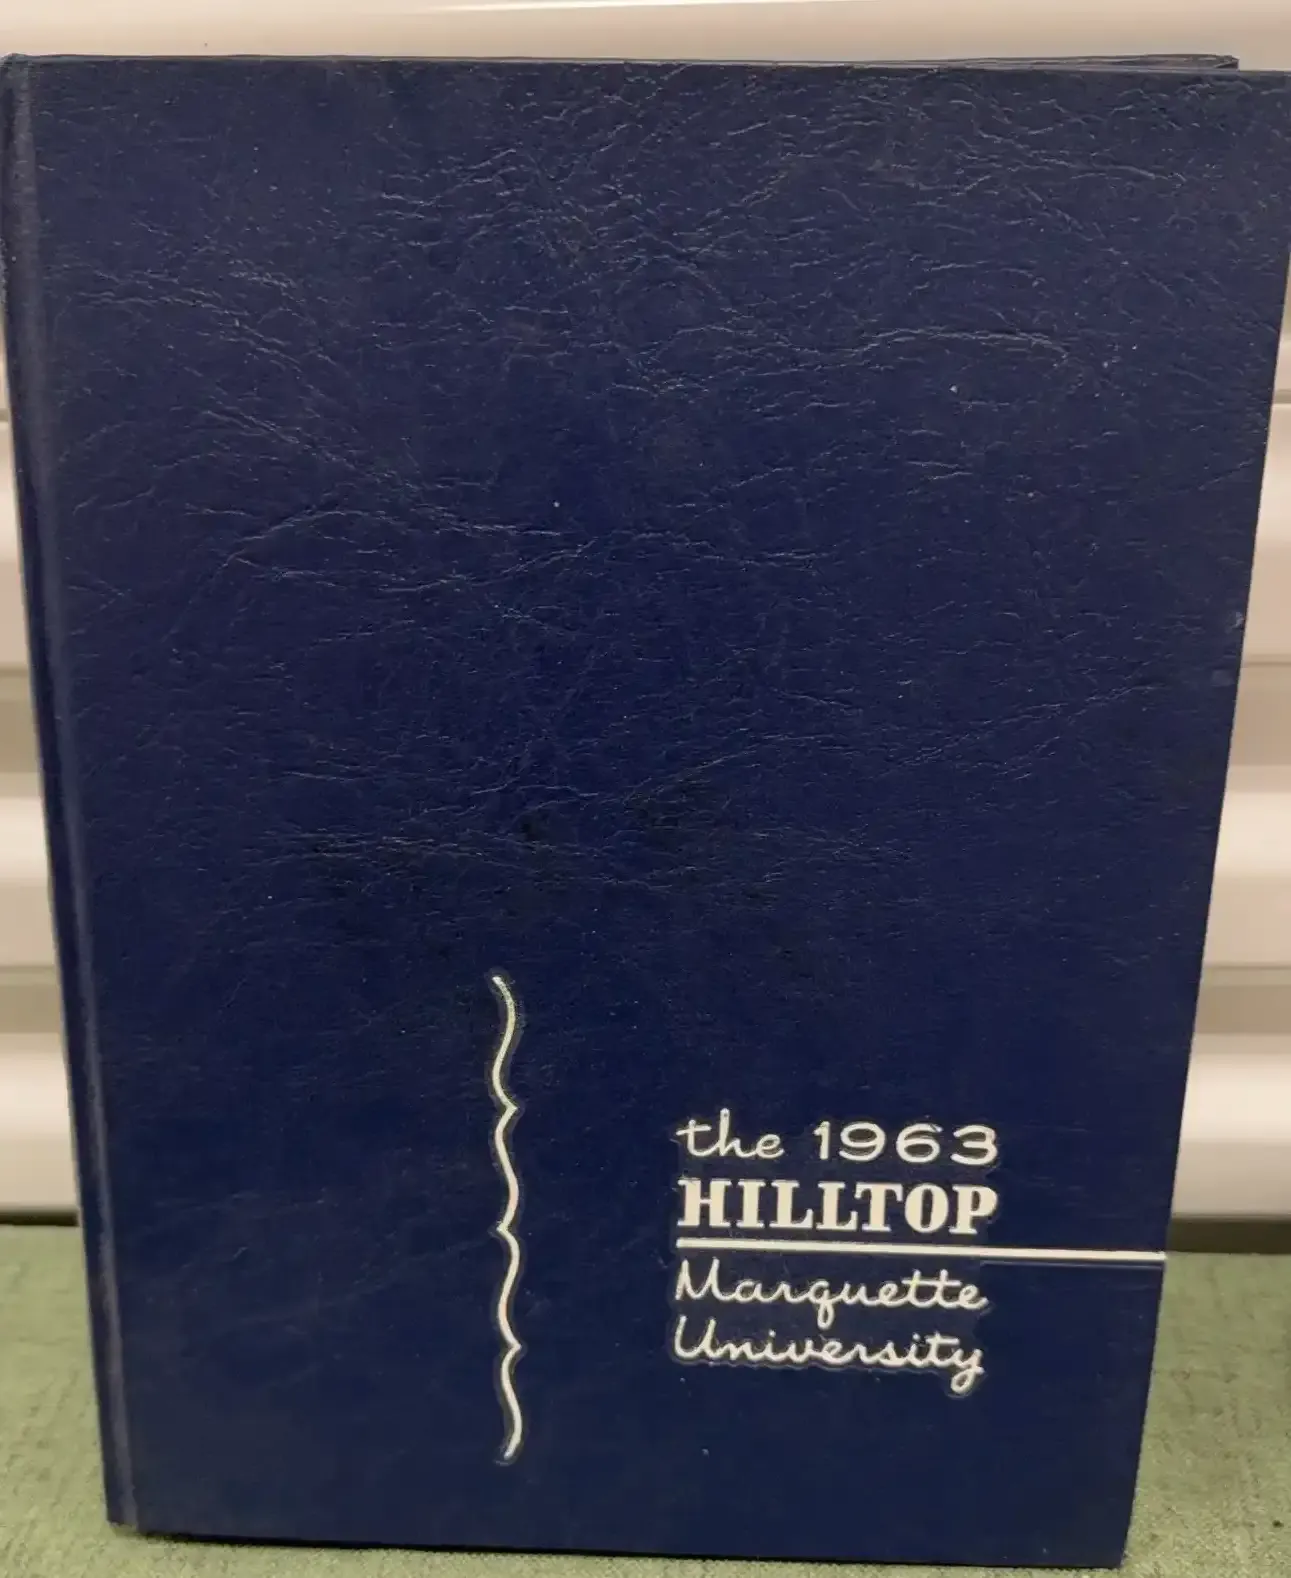 the 1963
HILLTOP
Marquette
University